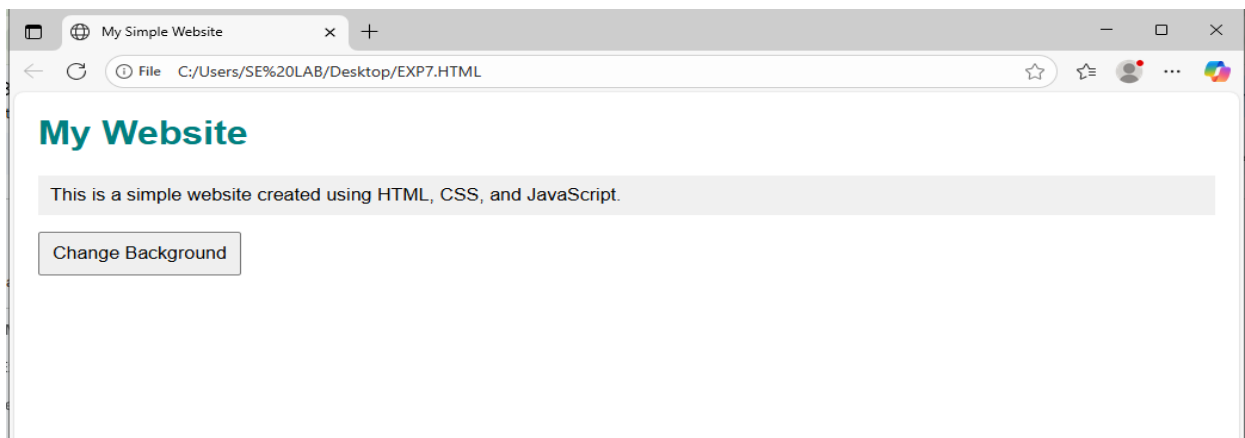 My Simple Website
File C:/Users/SE%20LAB/Desktop/EXP7.HTML
My Website
This is a simple website created using HTML, CSS, and JavaScript.
Change Background